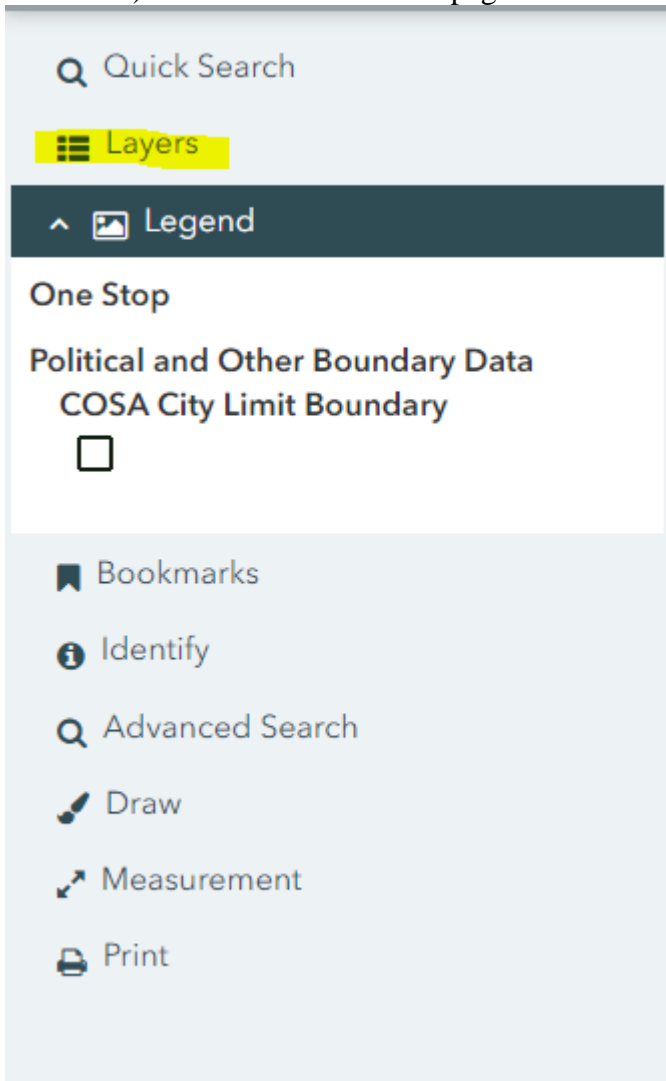 Quick Search
Layers
Legend
One Stop
Political and Other Boundary Data
COSA City Limit Boundary
Bookmarks
Identify
Advanced Search
Draw
Measurement
Print